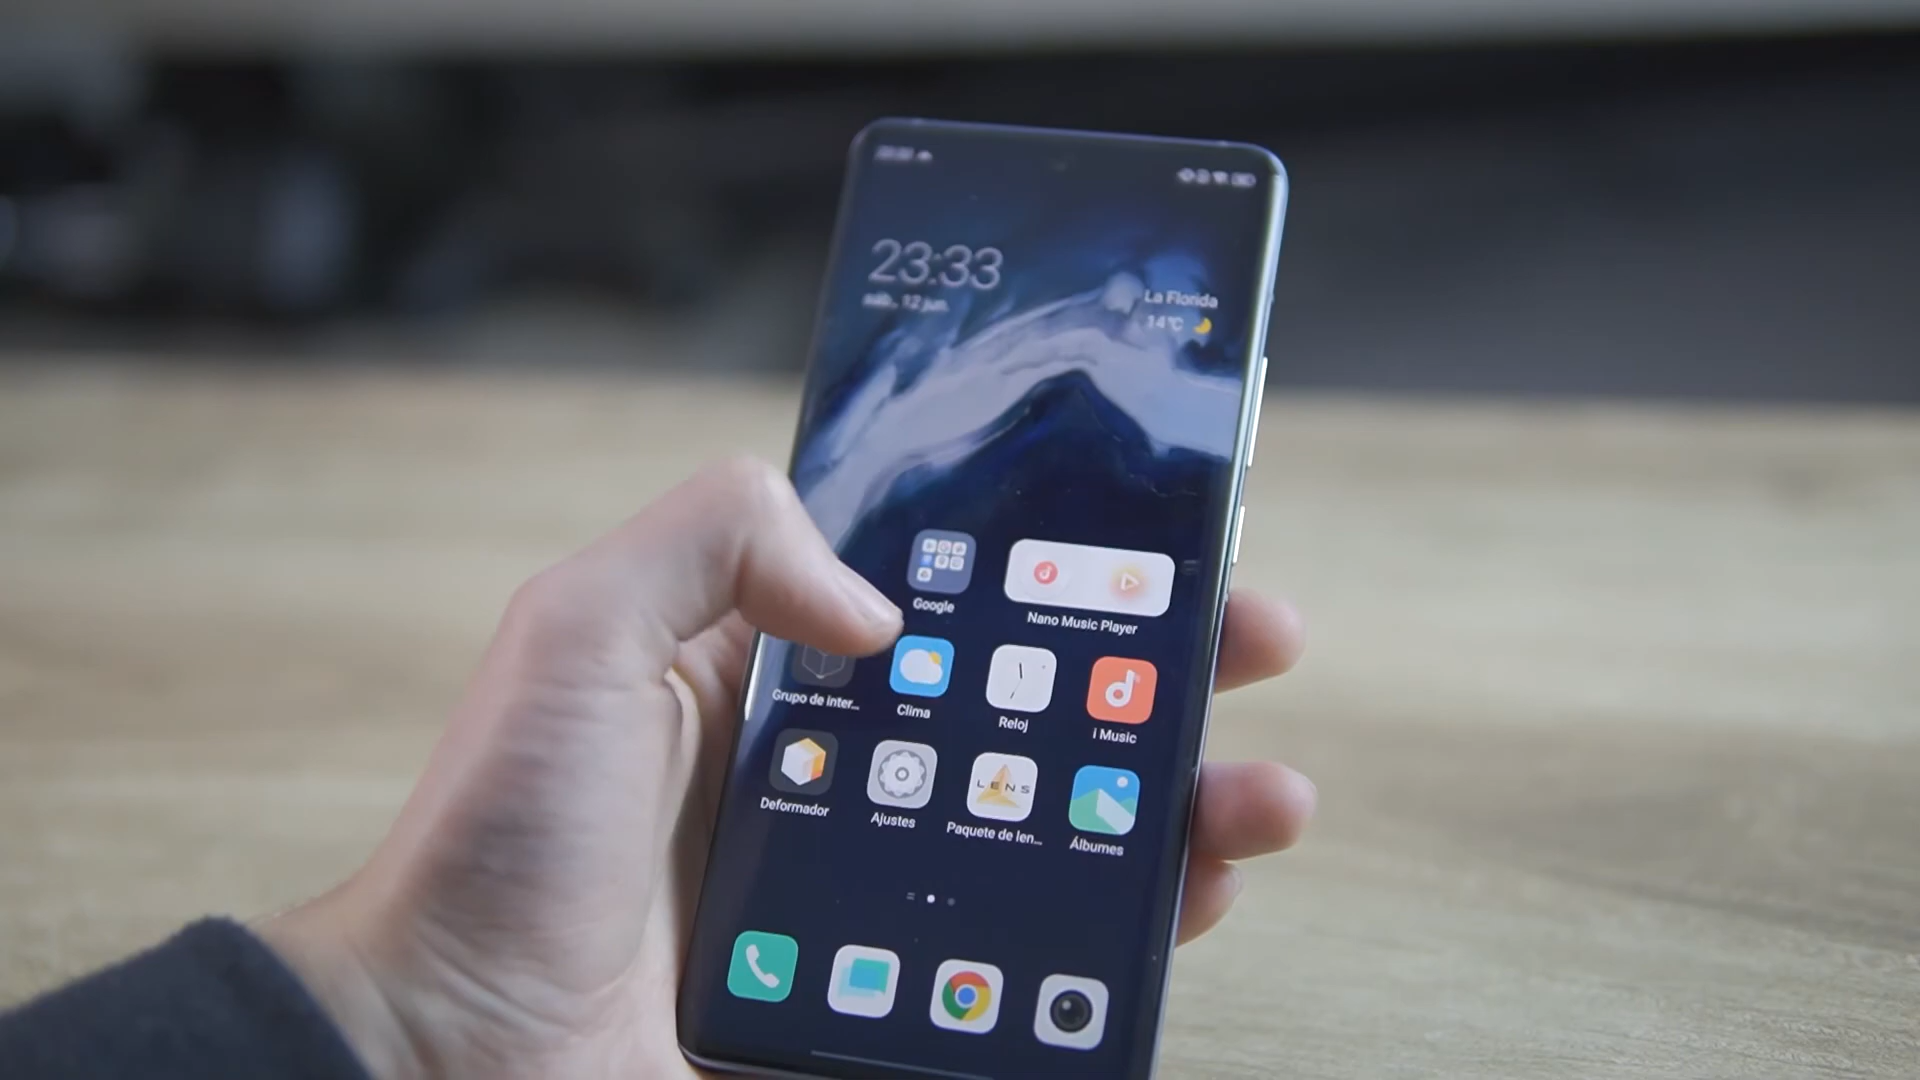 23:33
sáb., 12 jun.
La Florida
14°C
Google
Nano Music Player
Grupo de inter...
Clima
Reloj
i Music
Deformador
Ajustes
LENS
Paquete de len...
Álbumes